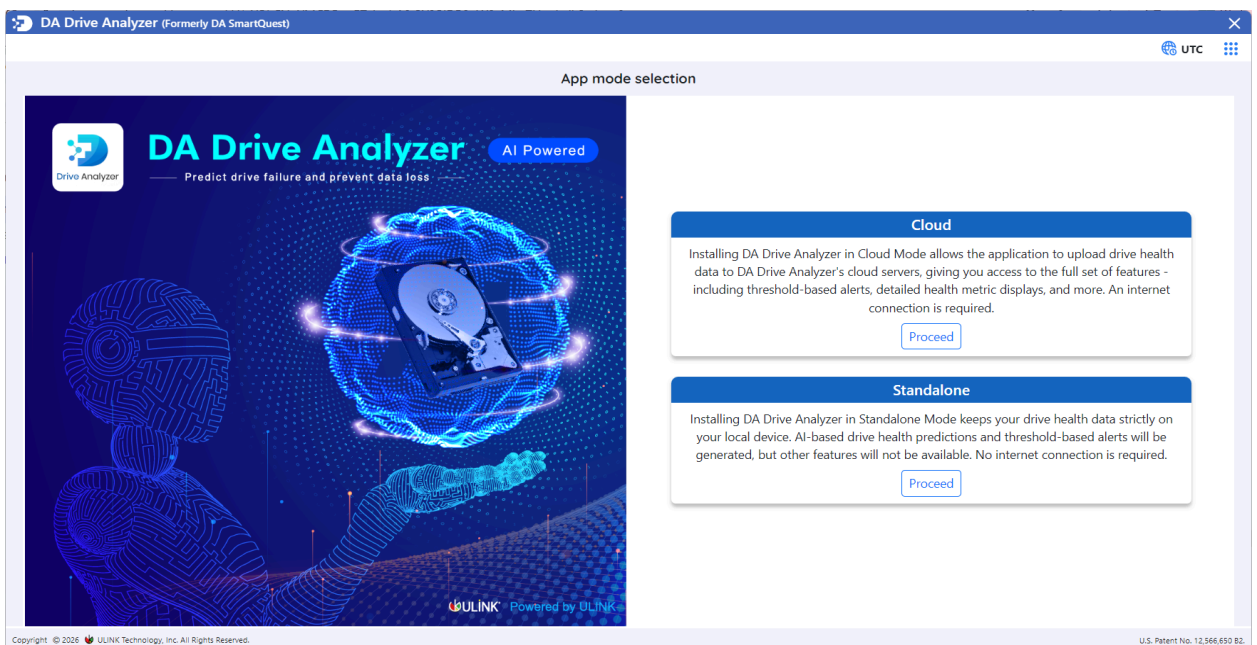 DA Drive Analyzer (Formerly DA SmartQuest)
UTC
App mode selection
Drive Analyzer
DA Drive Analyzer
AI Powered
Predict drive failure and prevent data loss
Cloud
Installing DA Drive Analyzer in Cloud Mode allows the application to upload drive health
data to DA Drive Analyzer's cloud servers, giving you access to the full set of features -
including threshold-based alerts, detailed health metric displays, and more. An internet
connection is required.
Proceed
Standalone
Installing DA Drive Analyzer in Standalone Mode keeps your drive health data strictly on
your local device. AI-based drive health predictions and threshold-based alerts will be
generated, but other features will not be available. No internet connection is required.
Proceed
ULINK Powered by ULINK
Copyright © 2026 ULINK Technology, Inc. All Rights Reserved.
U.S. Patent No. 12,566,650 B2.